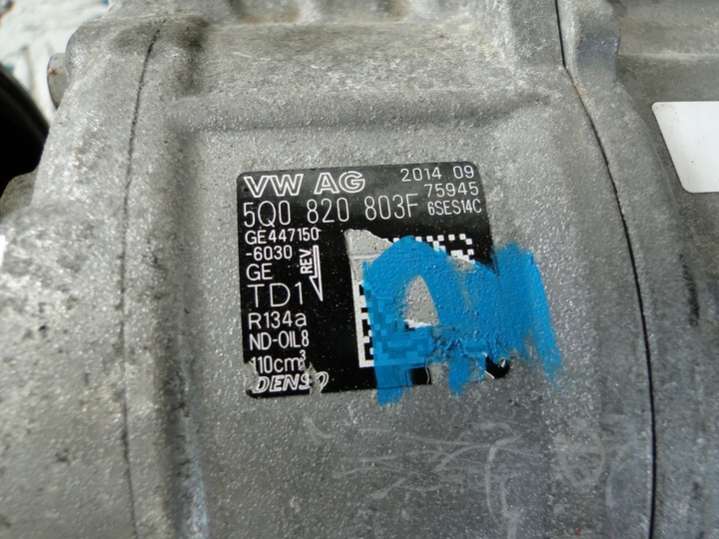 VW AG 2014 09
75945
5Q0 820 803F 6SES14C
GE447150
-6030
GE
REV
TD1
R134a
ND-OIL8
110cm³
DENSO